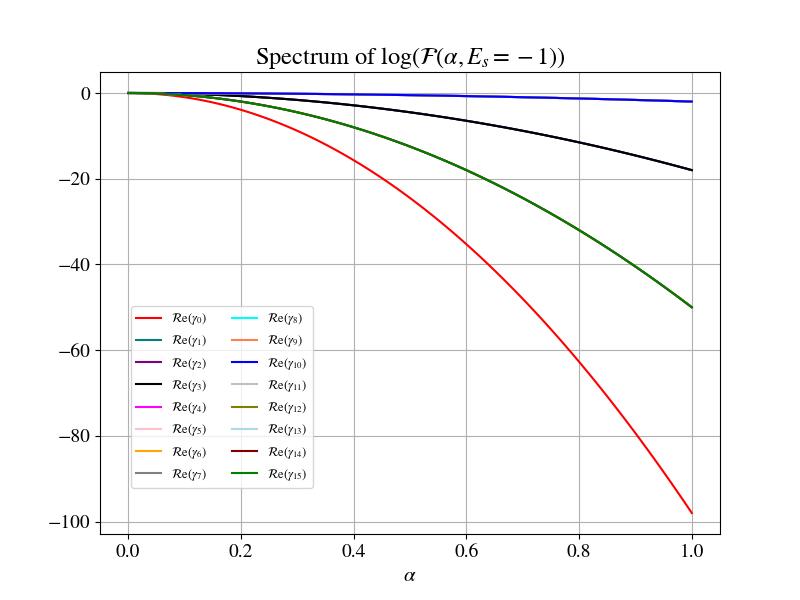 Spectrum of log(ℱ(α, E_s = −1))
0
−20
−40
−60
−80
−100
0.0 0.2 0.4 0.6 0.8 1.0
α
ℛe(γ₀) ℛe(γ₈)
ℛe(γ₁) ℛe(γ₉)
ℛe(γ₂) ℛe(γ₁₀)
ℛe(γ₃) ℛe(γ₁₁)
ℛe(γ₄) ℛe(γ₁₂)
ℛe(γ₅) ℛe(γ₁₃)
ℛe(γ₆) ℛe(γ₁₄)
ℛe(γ₇) ℛe(γ₁₅)